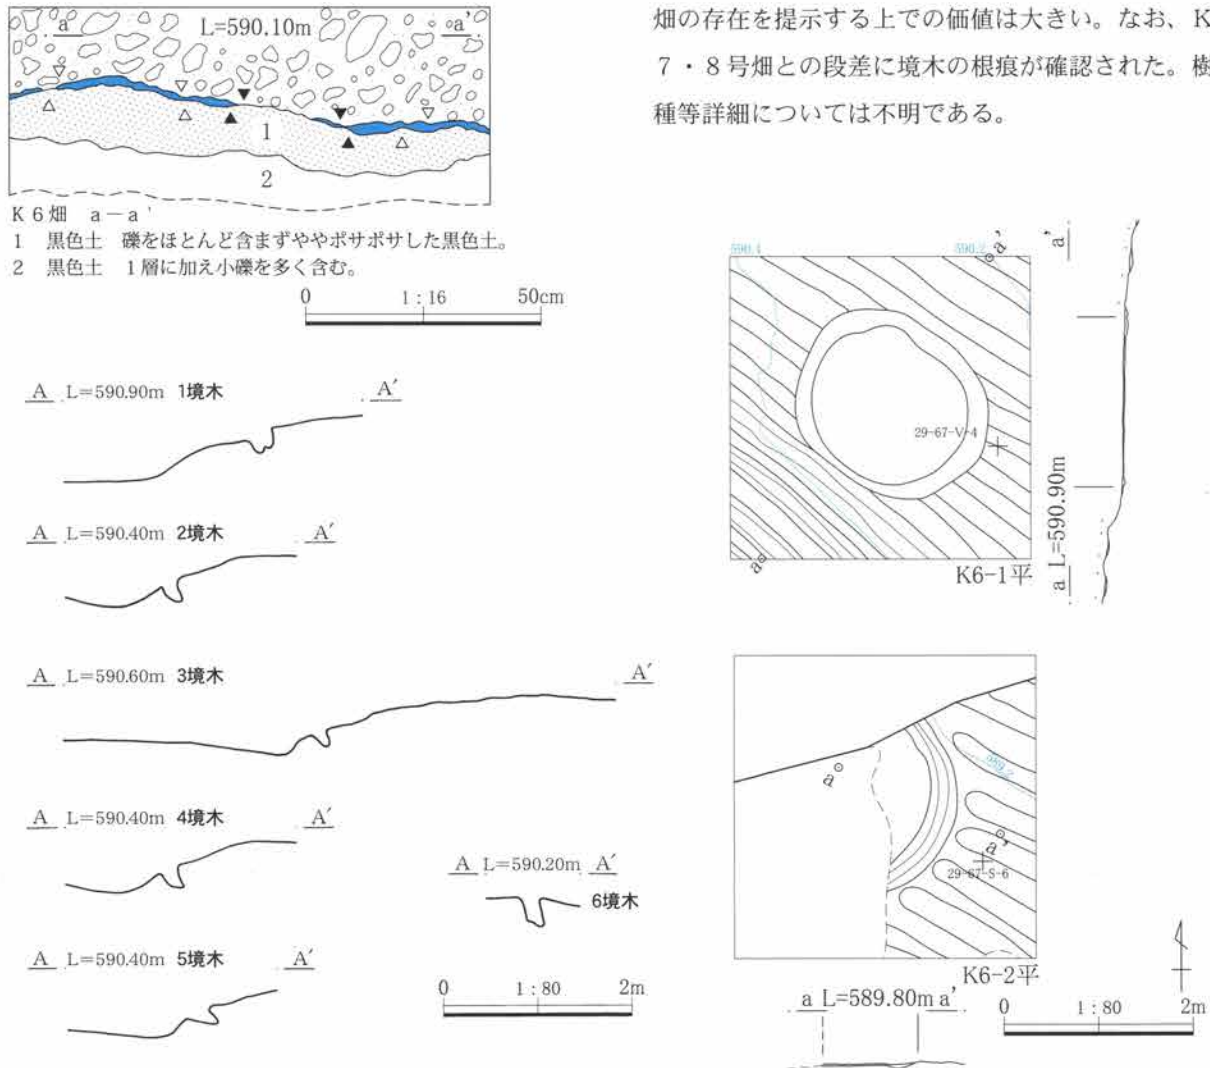 畑の存在を提示する上での価値は大きい。なお、K
7・8号畑との段差に境木の根痕が確認された。樹
種等詳細については不明である。
a L=590.10m a'
1
2
K6畑 a-a'
1 黒色土 礫をほとんど含まずややボサボサした黒色土。
2 黒色土 1層に加え小礫を多く含む。
0 1:16 50cm
A L=590.90m 1境木 A′
A L=590.40m 2境木 A′
A L=590.60m 3境木 A′
A L=590.40m 4境木 A′
A L=590.20m A′
6境木
A L=590.40m 5境木 A′
0 1:80 2m
590.4 590.2
a'
29-67-V-4
a
K6-1平
a L=590.90m a'
589.2
a
a'
29-67-S-6
K6-2平
a L=589.80m a'
0 1:80 2m